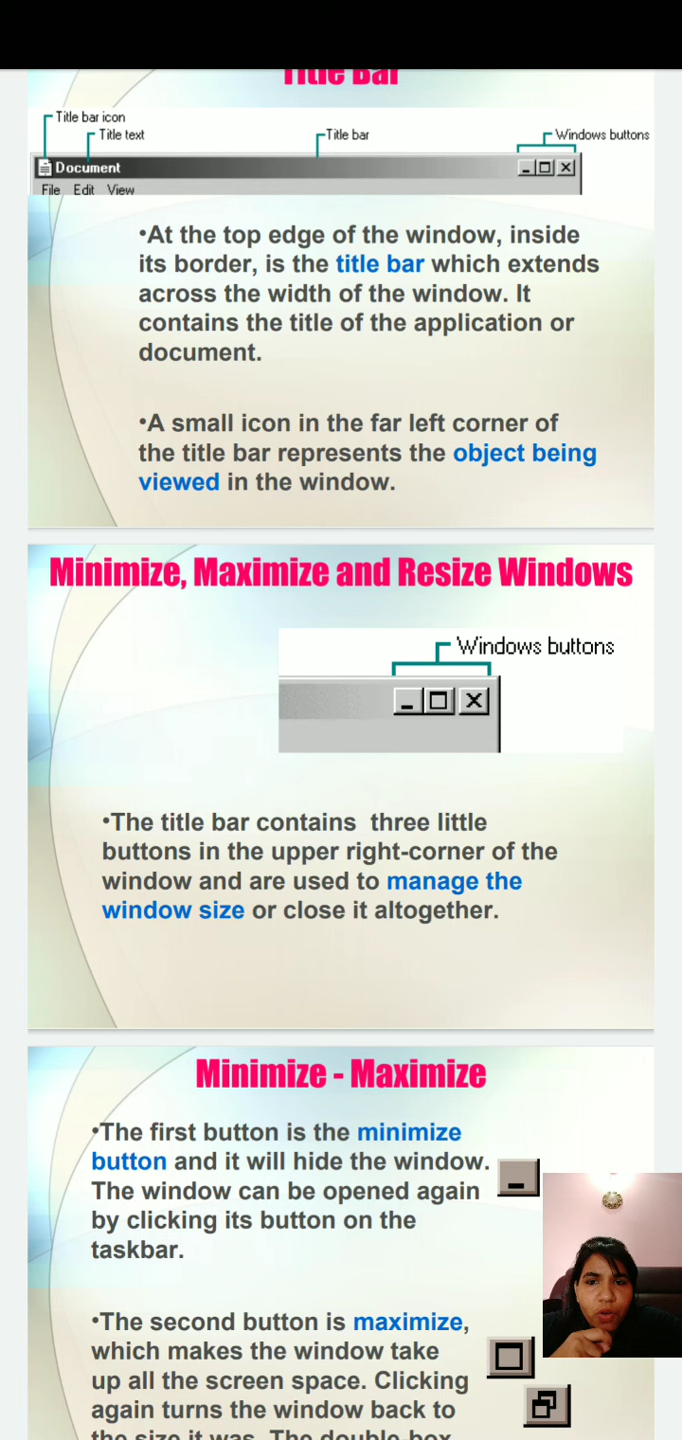 Title Bar
Title bar icon
Title text
Title bar
Windows buttons
Document
File Edit View
•At the top edge of the window, inside
its border, is the title bar which extends
across the width of the window. It
contains the title of the application or
document.
•A small icon in the far left corner of
the title bar represents the object being
viewed in the window.
Minimize, Maximize and Resize Windows
Windows buttons
•The title bar contains three little
buttons in the upper right-corner of the
window and are used to manage the
window size or close it altogether.
Minimize - Maximize
•The first button is the minimize
button and it will hide the window.
The window can be opened again
by clicking its button on the
taskbar.
•The second button is maximize,
which makes the window take
up all the screen space. Clicking
again turns the window back to
the size it was. The double-box